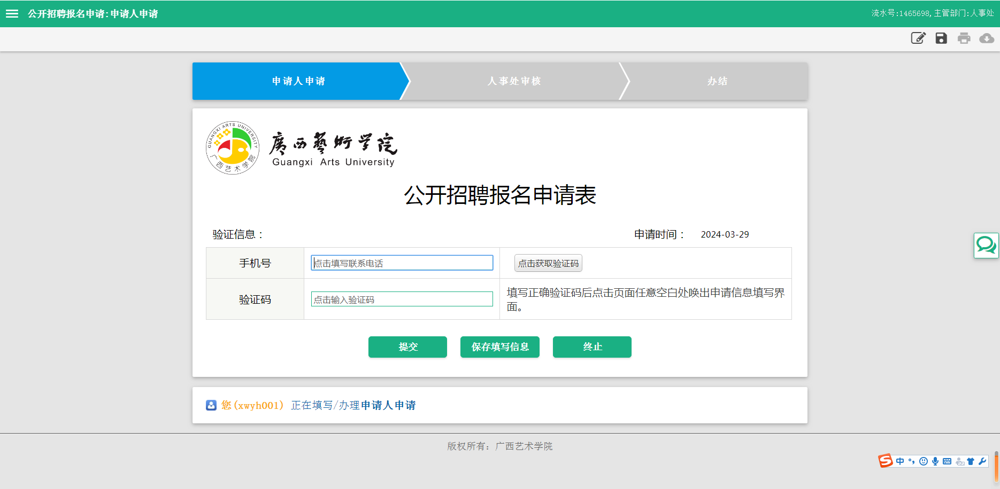 公开招聘报名申请:申请人申请
流水号:1465698,主管部门:人事处
申请人申请
人事处审核
办结
GUANGXI ARTS UNIVERSITY
广西艺术学院
廣西藝術学院
Guangxi Arts University
公开招聘报名申请表
验证信息：
申请时间： 2024-03-29
手机号
点击填写联系电话
点击获取验证码
验证码
点击输入验证码
填写正确验证码后点击页面任意空白处唤出申请信息填写界
面。
提交
保存填写信息
终止
您(xwyh001) 正在填写/办理申请人申请
版权所有：广西艺术学院
S 中